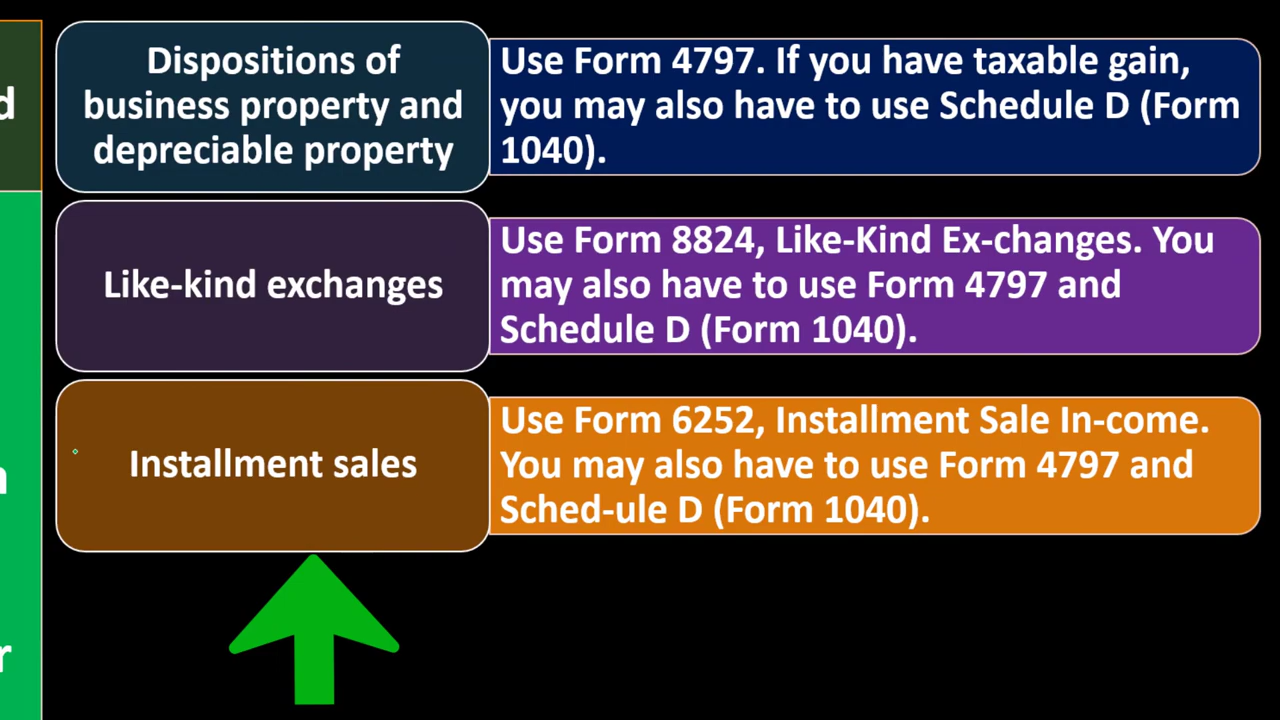 d
Dispositions of
business property and
depreciable property
Use Form 4797. If you have taxable gain,
you may also have to use Schedule D (Form
1040).
Like-kind exchanges
Use Form 8824, Like-Kind Ex-changes. You
may also have to use Form 4797 and
Schedule D (Form 1040).
Installment sales
Use Form 6252, Installment Sale In-come.
You may also have to use Form 4797 and
Sched-ule D (Form 1040).
r